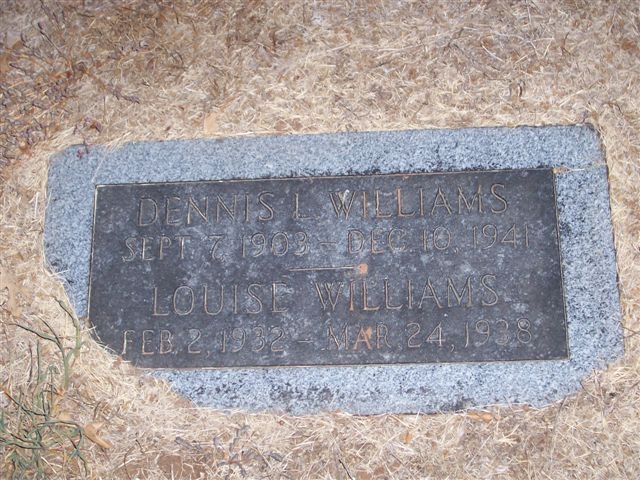 DENNIS L. WILLIAMS
SEPT. 7, 1903 – DEC. 10, 1941
LOUISE WILLIAMS
FEB. 2, 1932 – MAR. 24, 1938